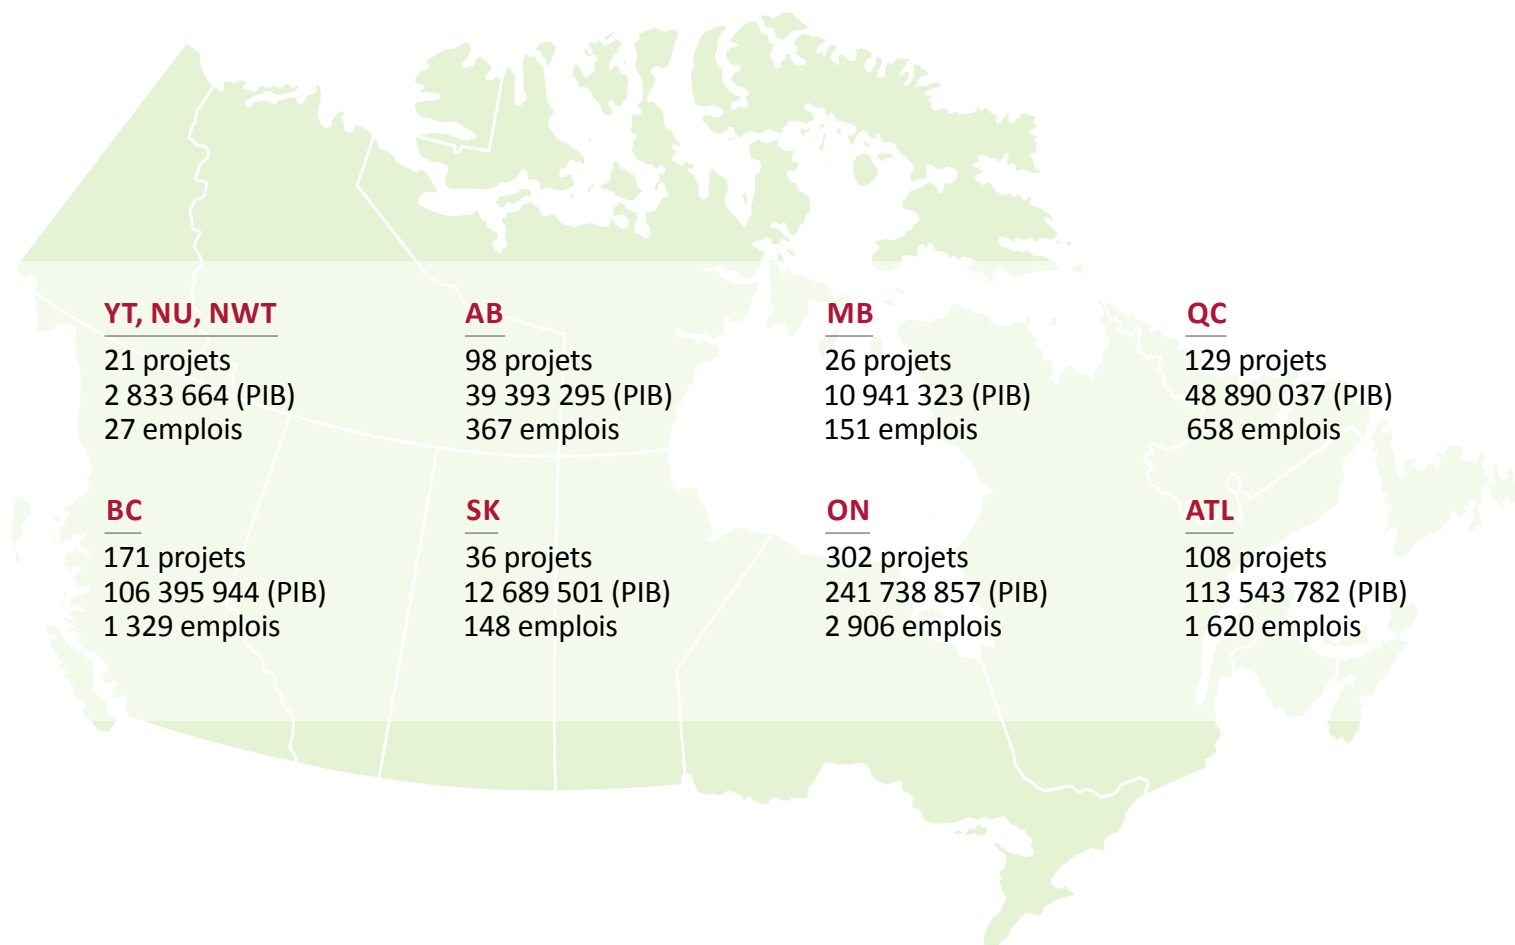 YT, NU, NWT
21 projets
2 833 664 (PIB)
27 emplois
AB
98 projets
39 393 295 (PIB)
367 emplois
MB
26 projets
10 941 323 (PIB)
151 emplois
QC
129 projets
48 890 037 (PIB)
658 emplois
BC
171 projets
106 395 944 (PIB)
1 329 emplois
SK
36 projets
12 689 501 (PIB)
148 emplois
ON
302 projets
241 738 857 (PIB)
2 906 emplois
ATL
108 projets
113 543 782 (PIB)
1 620 emplois